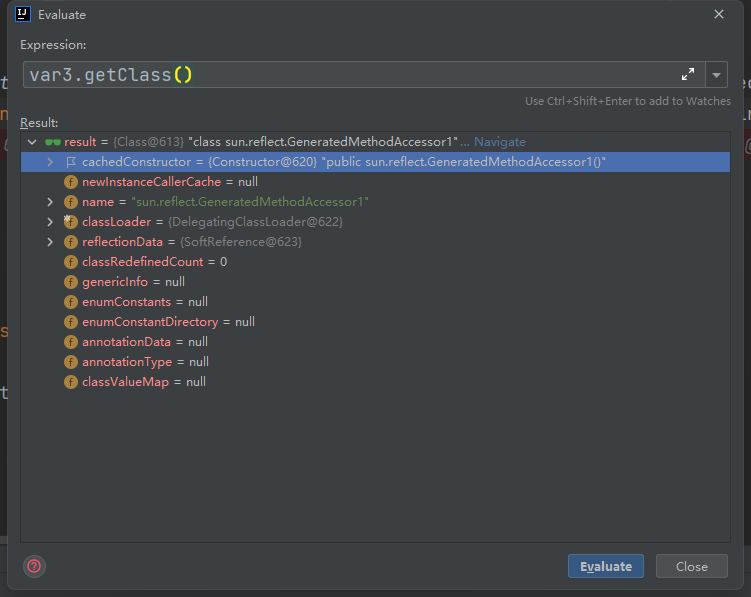 Evaluate
Expression:
var3.getClass()
Use Ctrl+Shift+Enter to add to Watches
Result:
result = {Class@613} "class sun.reflect.GeneratedMethodAccessor1"... Navigate
cachedConstructor = {Constructor@620} "public sun.reflect.GeneratedMethodAccessor1()"
newInstanceCallerCache = null
name = "sun.reflect.GeneratedMethodAccessor1"
classLoader = {DelegatingClassLoader@622}
reflectionData = {SoftReference@623}
classRedefinedCount = 0
genericInfo = null
enumConstants = null
enumConstantDirectory = null
annotationData = null
annotationType = null
classValueMap = null
Evaluate
Close